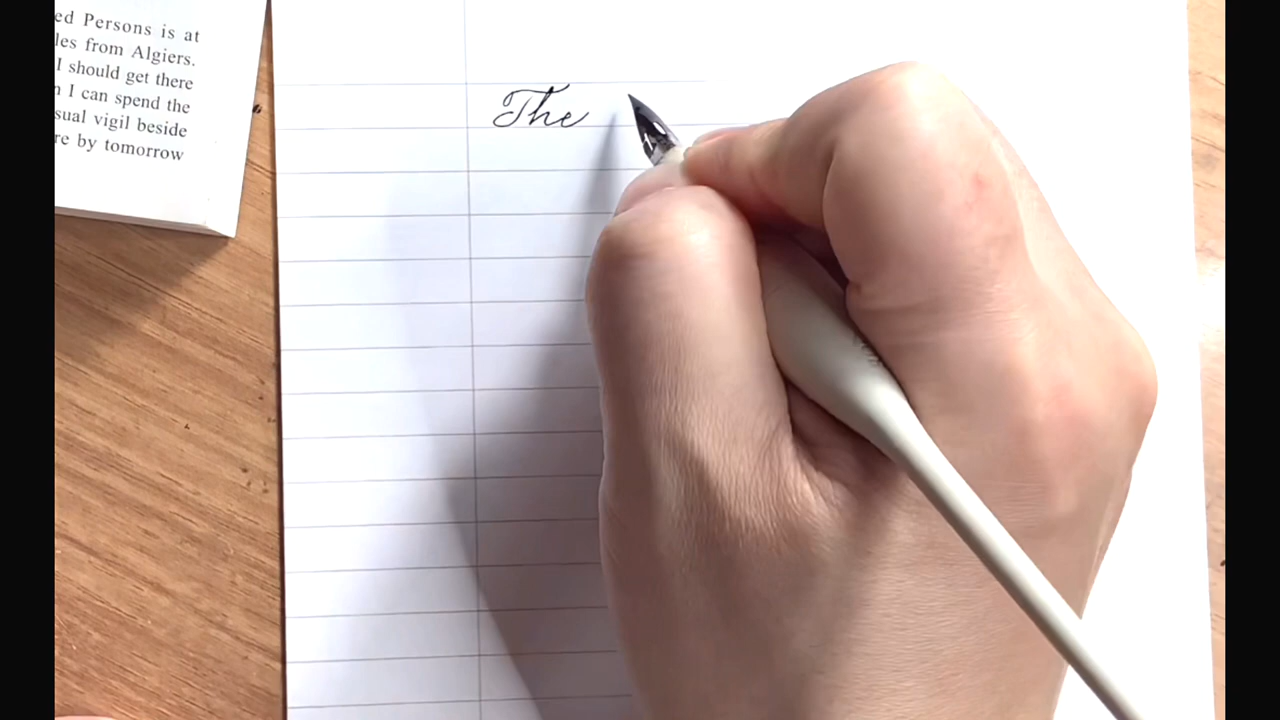 ed Persons is at
les from Algiers.
I should get there
I can spend the
sual vigil beside
re by tomorrow
The